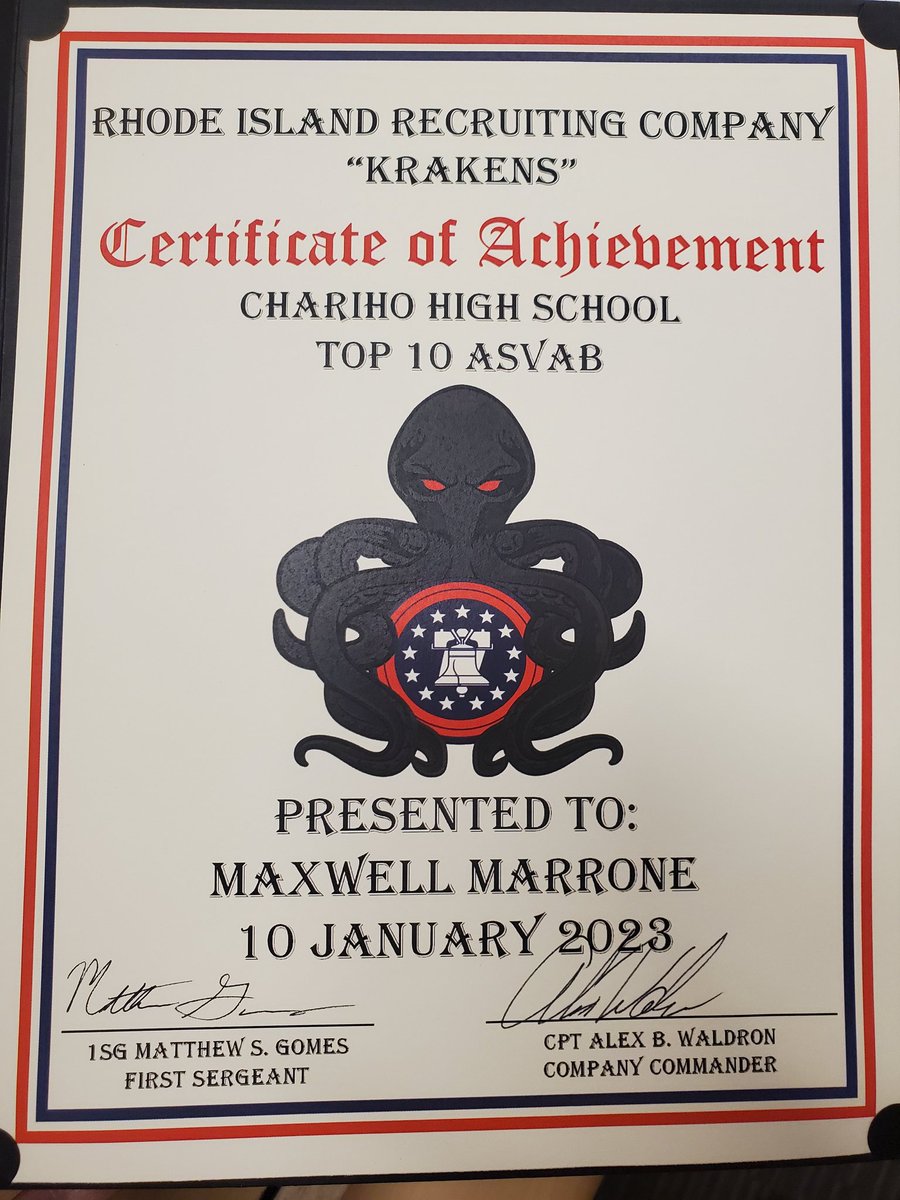 RHODE ISLAND RECRUITING COMPANY
“KRAKENS”
Certificate of Achievement
CHARIHO HIGH SCHOOL
TOP 10 ASVAB
PRESENTED TO:
MAXWELL MARRONE
10 JANUARY 2023
1SG MATTHEW S. GOMES
FIRST SERGEANT
CPT ALEX B. WALDRON
COMPANY COMMANDER